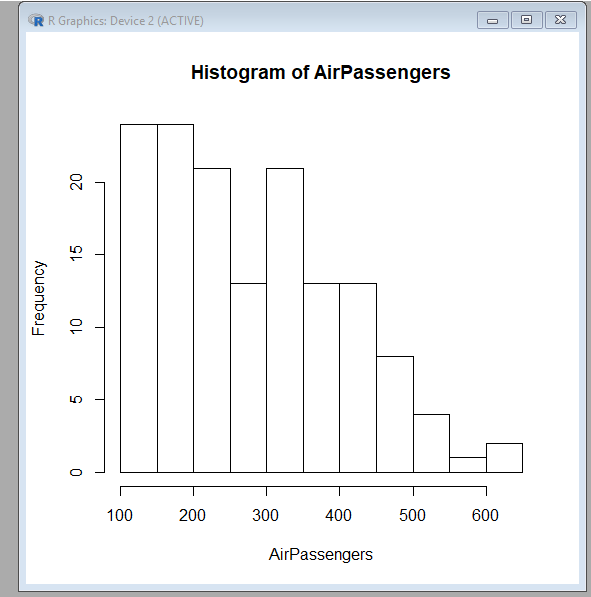 R Graphics: Device 2 (ACTIVE)
Histogram of AirPassengers
Frequency
20
15
10
5
0
100 200 300 400 500 600
AirPassengers